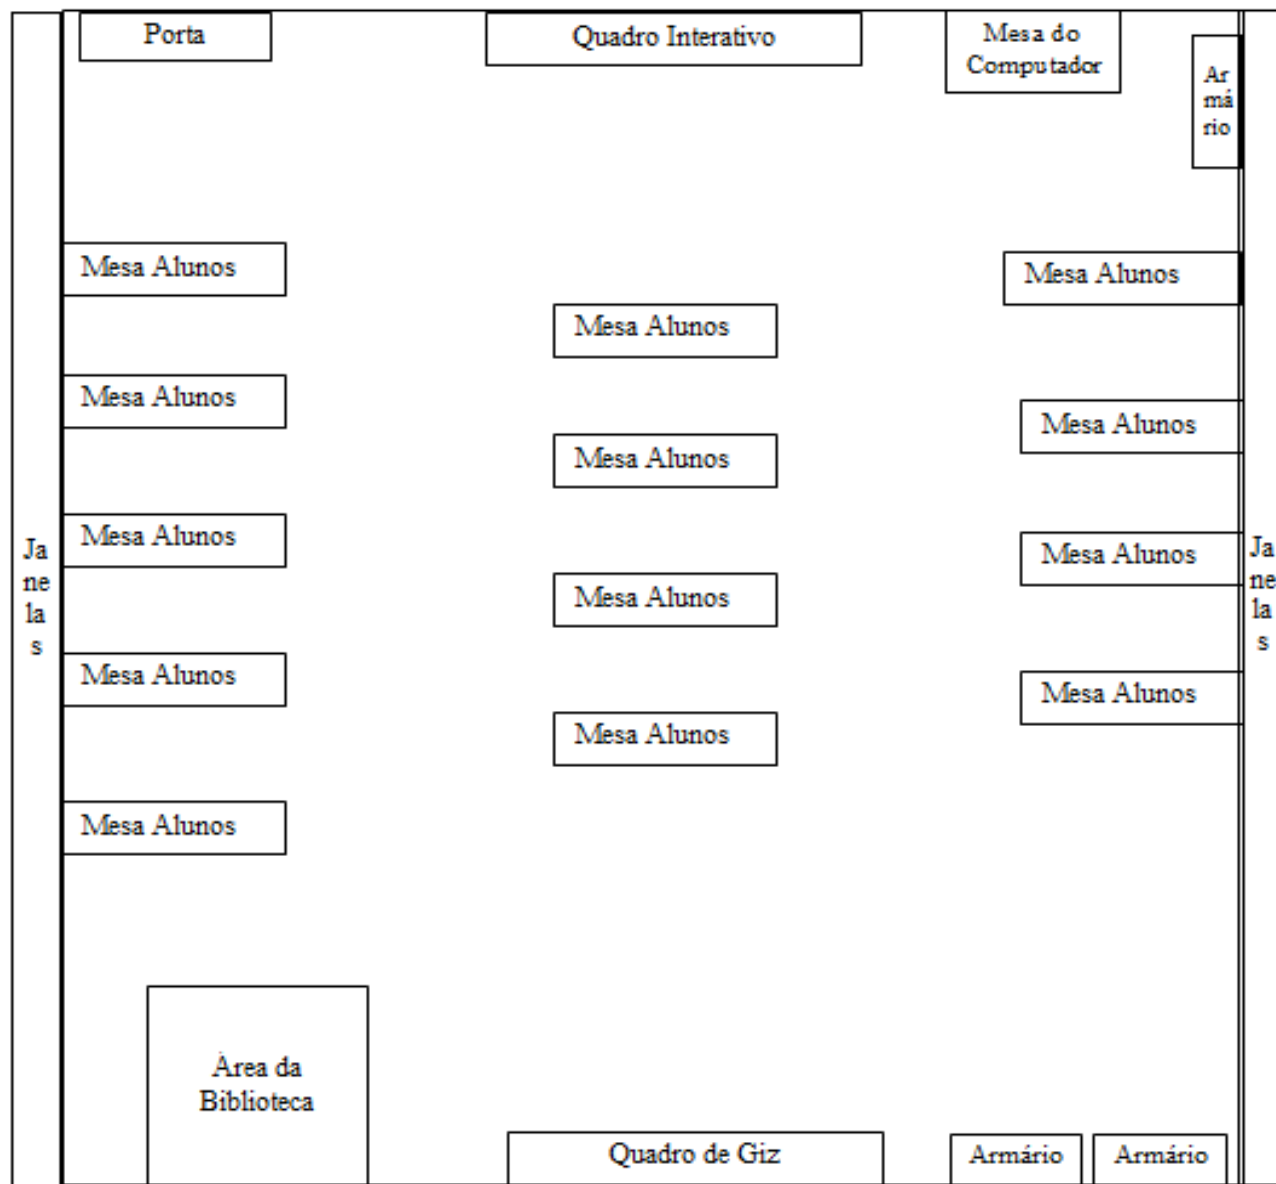 Porta
Quadro Interativo
Mesa do
Computador
Ar
má
rio
Mesa Alunos
Mesa Alunos
Mesa Alunos
Mesa Alunos
Mesa Alunos
Mesa Alunos
Mesa Alunos
Mesa Alunos
Mesa Alunos
Ja
ne
la
s
Mesa Alunos
Mesa Alunos
Ja
ne
la
s
Mesa Alunos
Mesa Alunos
Área da
Biblioteca
Quadro de Giz
Armário
Armário